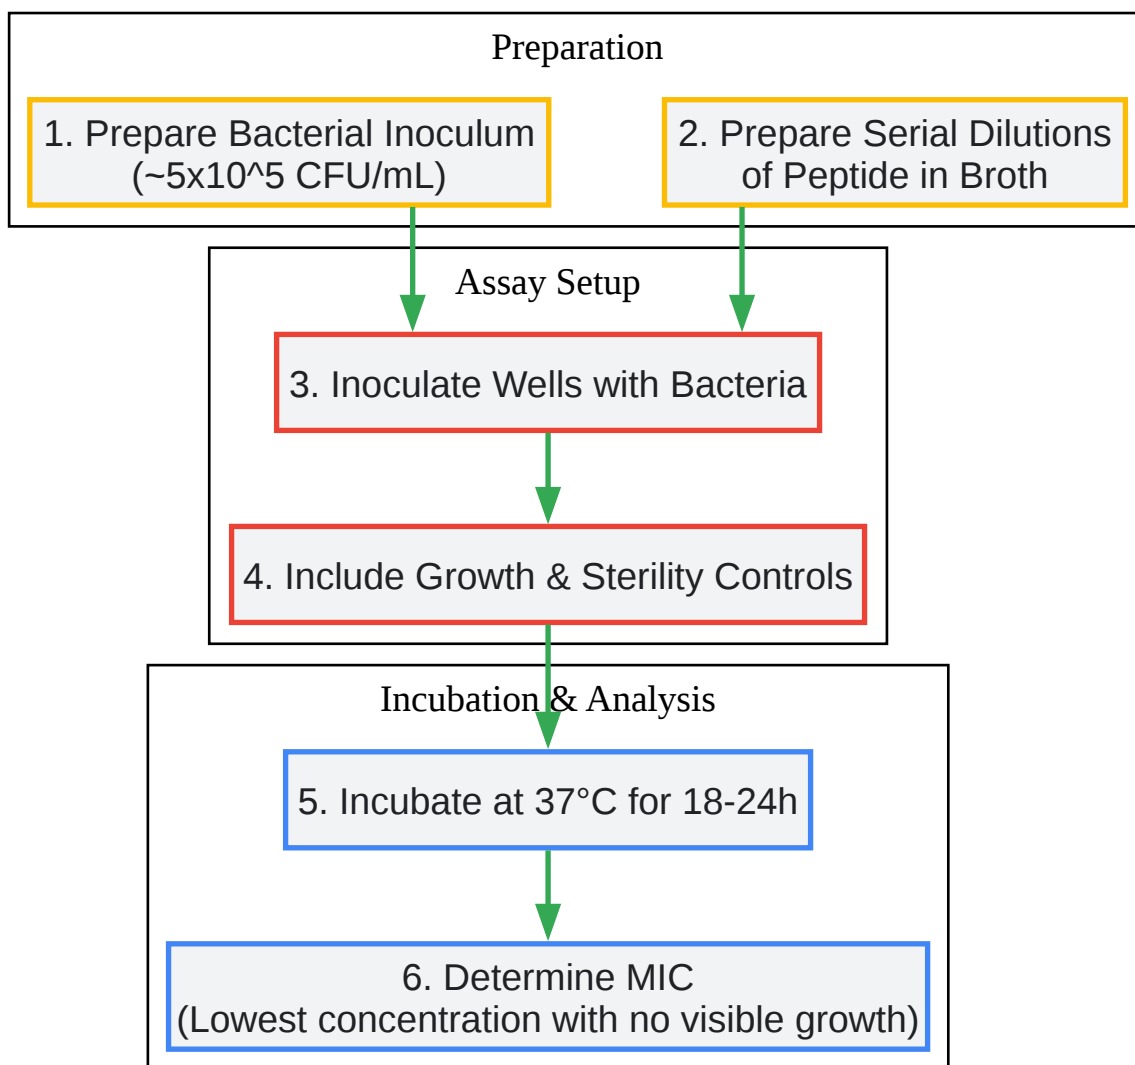 Preparation
1. Prepare Bacterial Inoculum
(~5x10^5 CFU/mL)
2. Prepare Serial Dilutions
of Peptide in Broth
Assay Setup
3. Inoculate Wells with Bacteria
4. Include Growth & Sterility Controls
Incubation & Analysis
5. Incubate at 37°C for 18-24h
6. Determine MIC
(Lowest concentration with no visible growth)